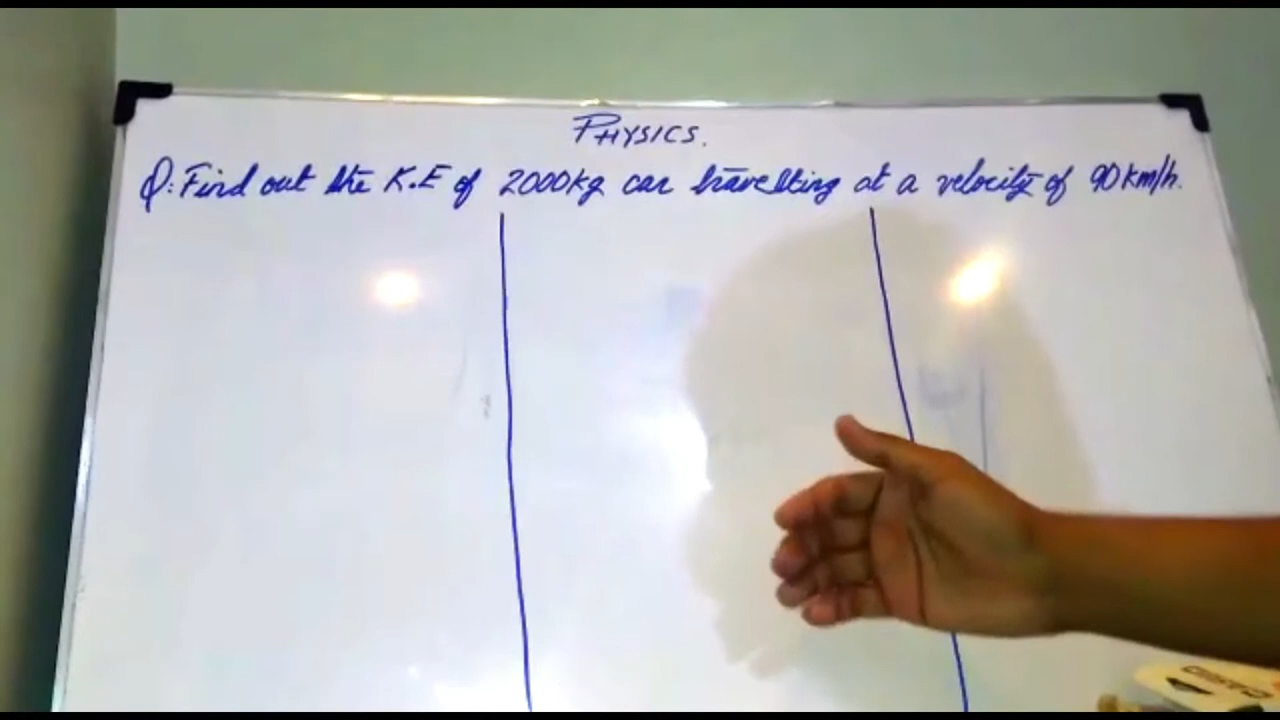 PHYSICS.
Q: Find out the K.E of 2000kg car travelling at a velocity of 90km/h.